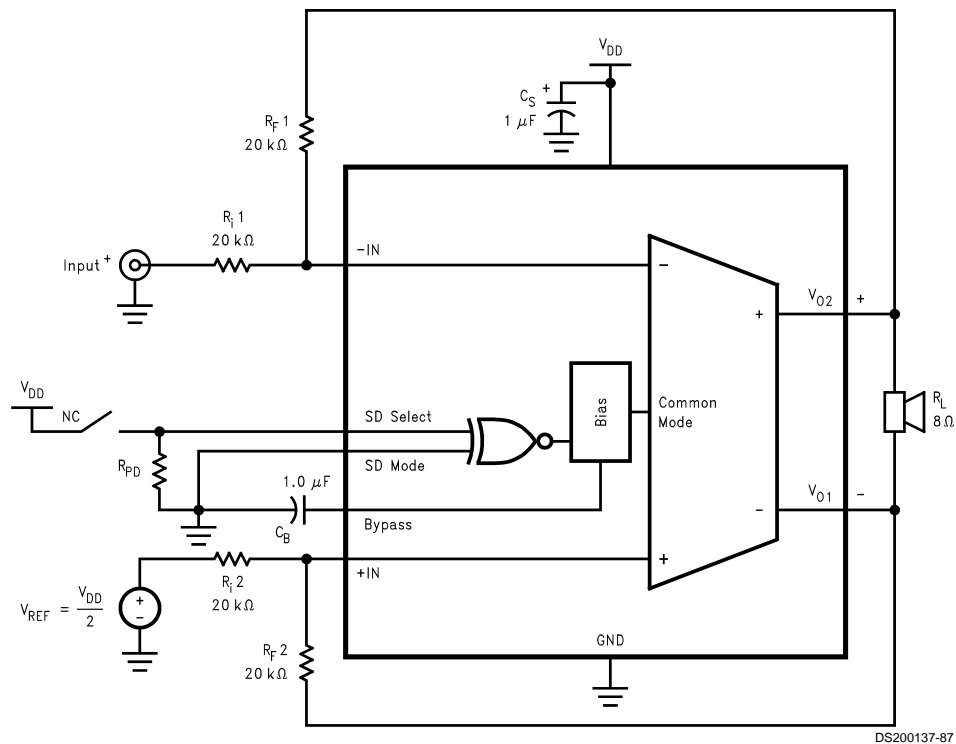 V_DD
C_S +
1 μF
R_F 1
20 kΩ
R_i 1
20 kΩ
Input +
-IN
-
V_O2 +
+
V_DD
NC
SD Select
Bias
Common
Mode
R_L
8 Ω
R_PD
SD Mode
1.0 μF
C_B
Bypass
V_O1 -
-
+IN
+
R_i 2
20 kΩ
V_REF = V_DD / 2
+
-
R_F 2
20 kΩ
GND
DS200137-87